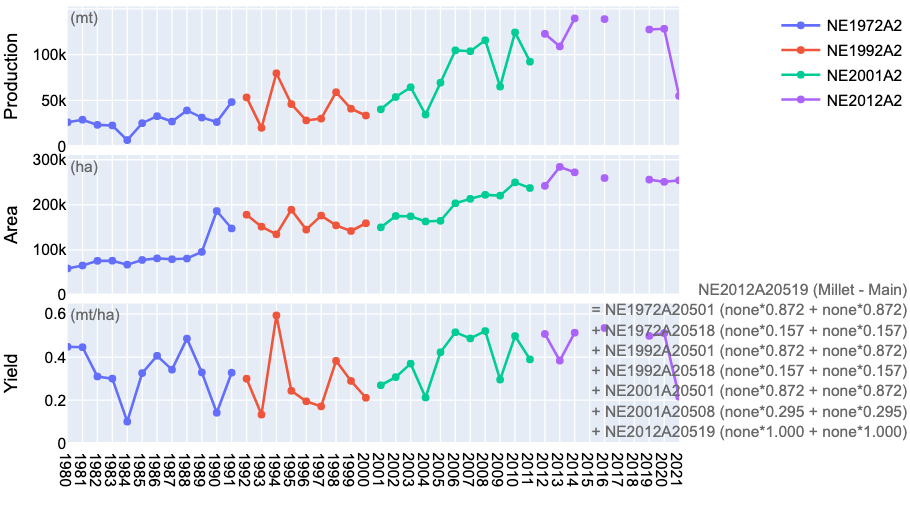 (mt)
Production
100k
50k
0
NE1972A2
NE1992A2
NE2001A2
NE2012A2
300k
(ha)
Area
200k
100k
0
NE2012A20519 (Millet - Main)
= NE1972A20501 (none*0.872 + none*0.872)
+ NE1972A20518 (none*0.157 + none*0.157)
+ NE1992A20501 (none*0.872 + none*0.872)
+ NE1992A20518 (none*0.157 + none*0.157)
+ NE2001A20501 (none*0.872 + none*0.872)
+ NE2001A20508 (none*0.295 + none*0.295)
+ NE2012A20519 (none*1.000 + none*1.000)
0.6
(mt/ha)
Yield
0.4
0.2
0
1980
1981
1982
1983
1984
1985
1986
1987
1988
1989
1990
1991
1992
1993
1994
1995
1996
1997
1998
1999
2000
2001
2002
2003
2004
2005
2006
2007
2008
2009
2010
2011
2012
2013
2014
2015
2016
2017
2018
2019
2020
2021